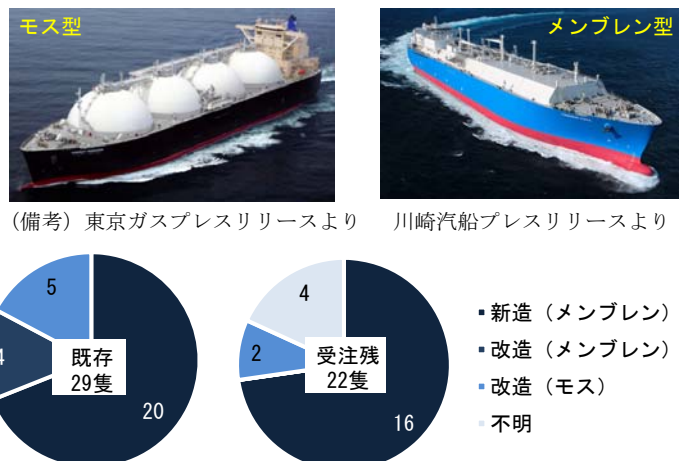 モス型
メンブレン型
（備考）東京ガスプレスリリースより
川崎汽船プレスリリースより
5
4
既存
29隻
20
4
2
受注残
22隻
16
新造（メンブレン）
改造（メンブレン）
改造（モス）
不明